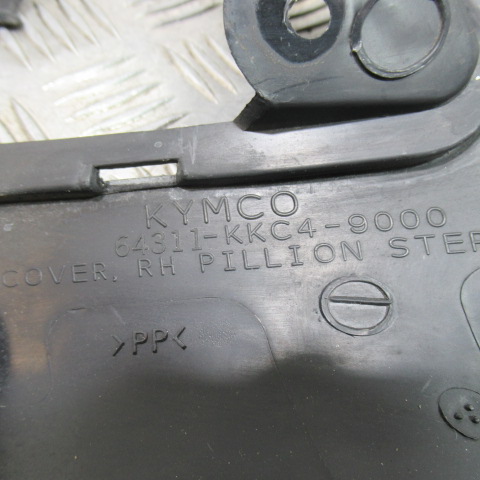 KYMCO
64311-KKC4-9000
COVER, RH PILLION STEP
>PP<